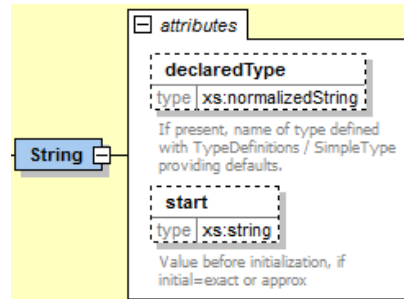 attributes
declaredType
type xs:normalizedString
If present, name of type defined
with TypeDefinitions / SimpleType
providing defaults.
String
start
type xs:string
Value before initialization, if
initial=exact or approx